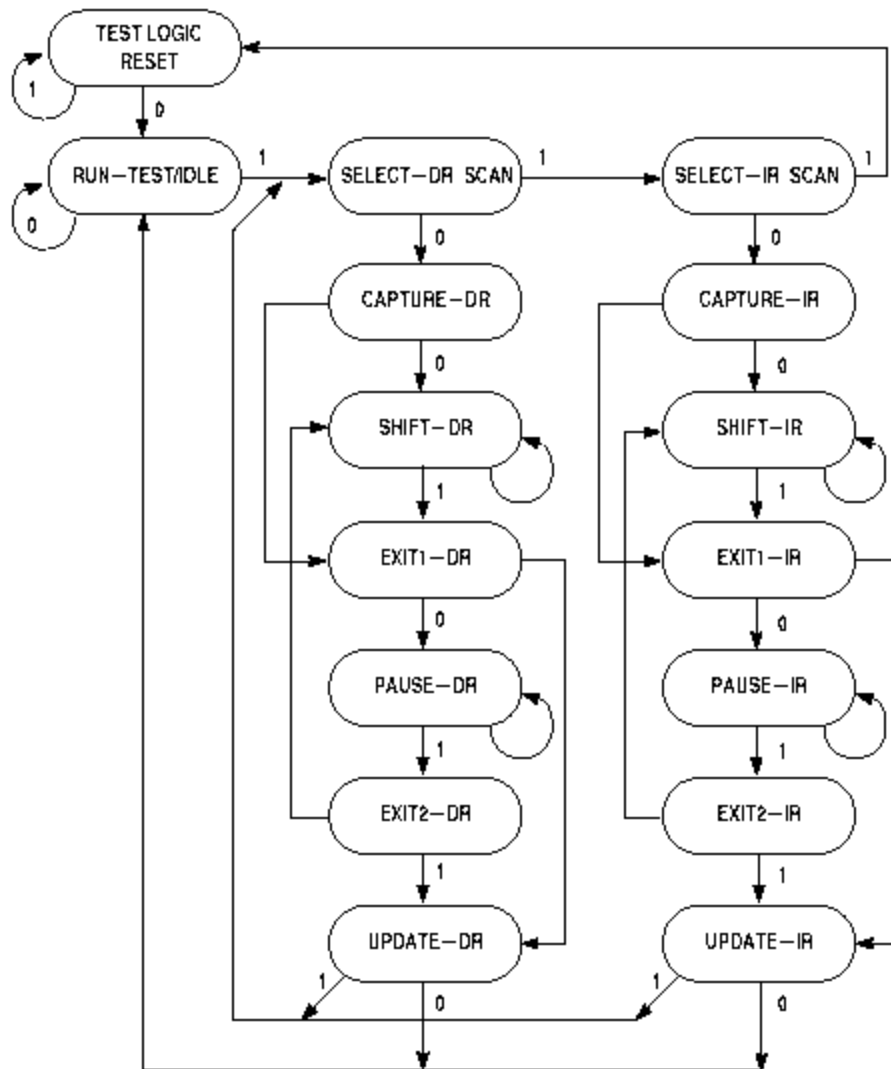 TEST LOGIC
RESET
1
0
RUN-TEST/IDLE
1
SELECT-DR SCAN
1
SELECT-IR SCAN
1
0
0
0
CAPTURE-DR
CAPTURE-IR
0
0
SHIFT-DR
SHIFT-IR
1
1
EXIT1-DR
EXIT1-IR
0
0
PAUSE-DR
PAUSE-IR
1
1
EXIT2-DR
EXIT2-IR
1
1
UPDATE-DR
UPDATE-IR
1
0
1
0